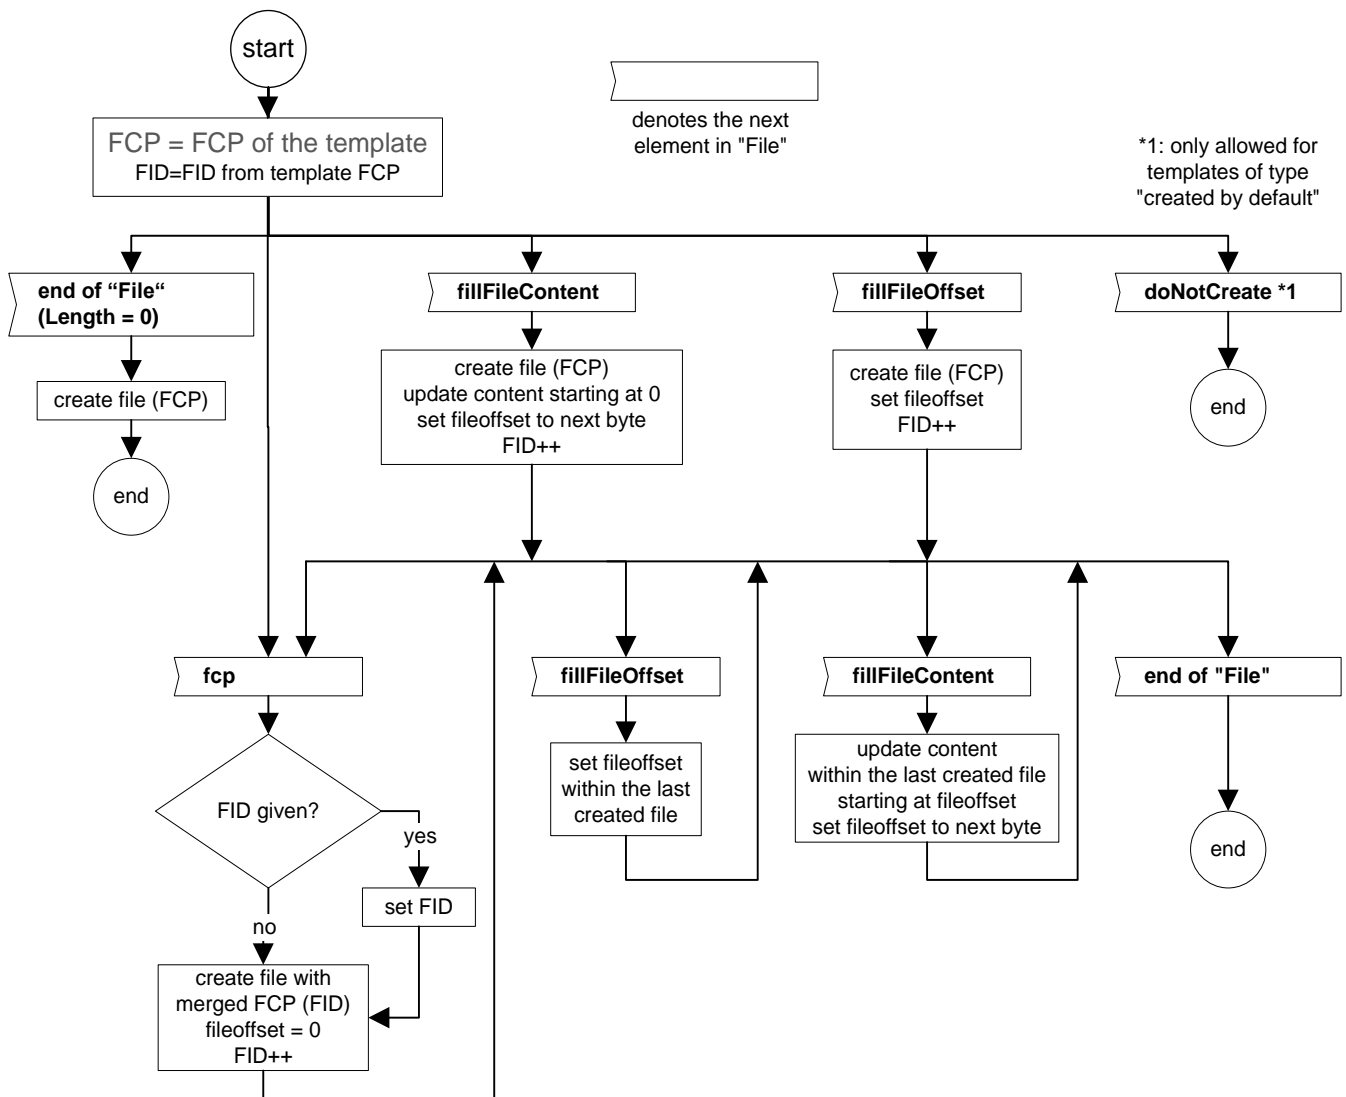 start
denotes the next
element in "File"
*1: only allowed for
templates of type
"created by default"
FCP = FCP of the template
FID=FID from template FCP
end of “File“
(Length = 0)
fillFileContent
fillFileOffset
doNotCreate *1
create file (FCP)
end
create file (FCP)
update content starting at 0
set fileoffset to next byte
FID++
create file (FCP)
set fileoffset
FID++
end
fcp
fillFileOffset
fillFileContent
end of "File"
FID given?
yes
set FID
no
create file with
merged FCP (FID)
fileoffset = 0
FID++
set fileoffset
within the last
created file
update content
within the last created file
starting at fileoffset
set fileoffset to next byte
end